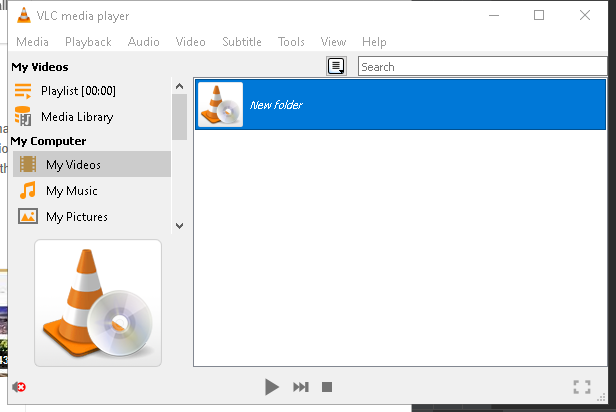 VLC media player
Media Playback Audio Video Subtitle Tools View Help
My Videos
Search
Playlist [00:00]
Media Library
My Computer
My Videos
My Music
My Pictures
New folder